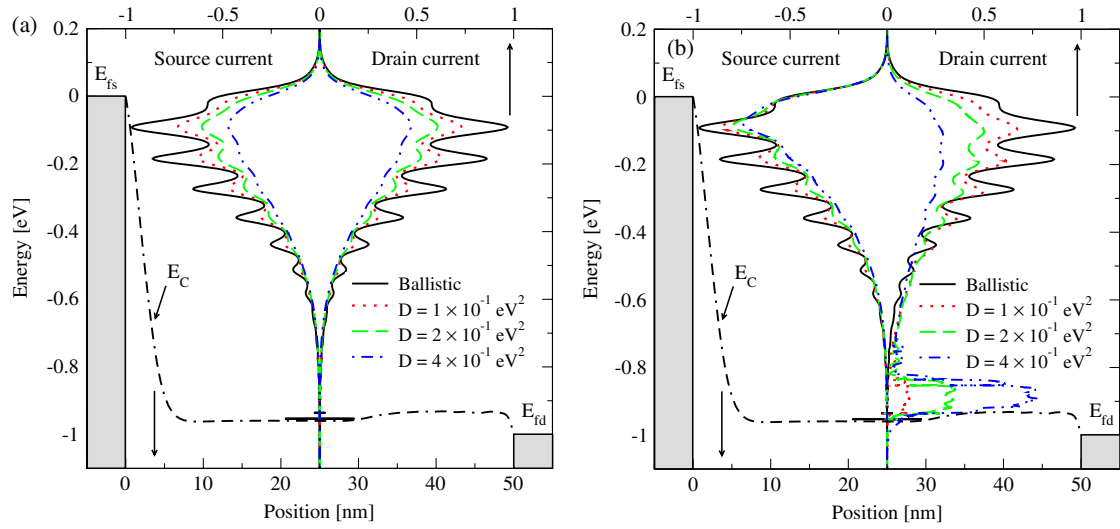 (a)
-1 -0.5 0 0.5 1
0.2
Source current
Drain current
E_fs
0
-0.2
-0.4
Energy [eV]
E_C
Ballistic
D = 1 × 10^-1 eV^2
D = 2 × 10^-1 eV^2
D = 4 × 10^-1 eV^2
-0.6
-0.8
E_fd
-1
0 10 20 30 40 50
Position [nm]
(b)
-1 -0.5 0 0.5 1
0.2
Source current
Drain current
E_fs
0
-0.2
-0.4
Energy [eV]
E_C
Ballistic
D = 1 × 10^-1 eV^2
D = 2 × 10^-1 eV^2
D = 4 × 10^-1 eV^2
-0.6
-0.8
E_fd
-1
0 10 20 30 40 50
Position [nm]